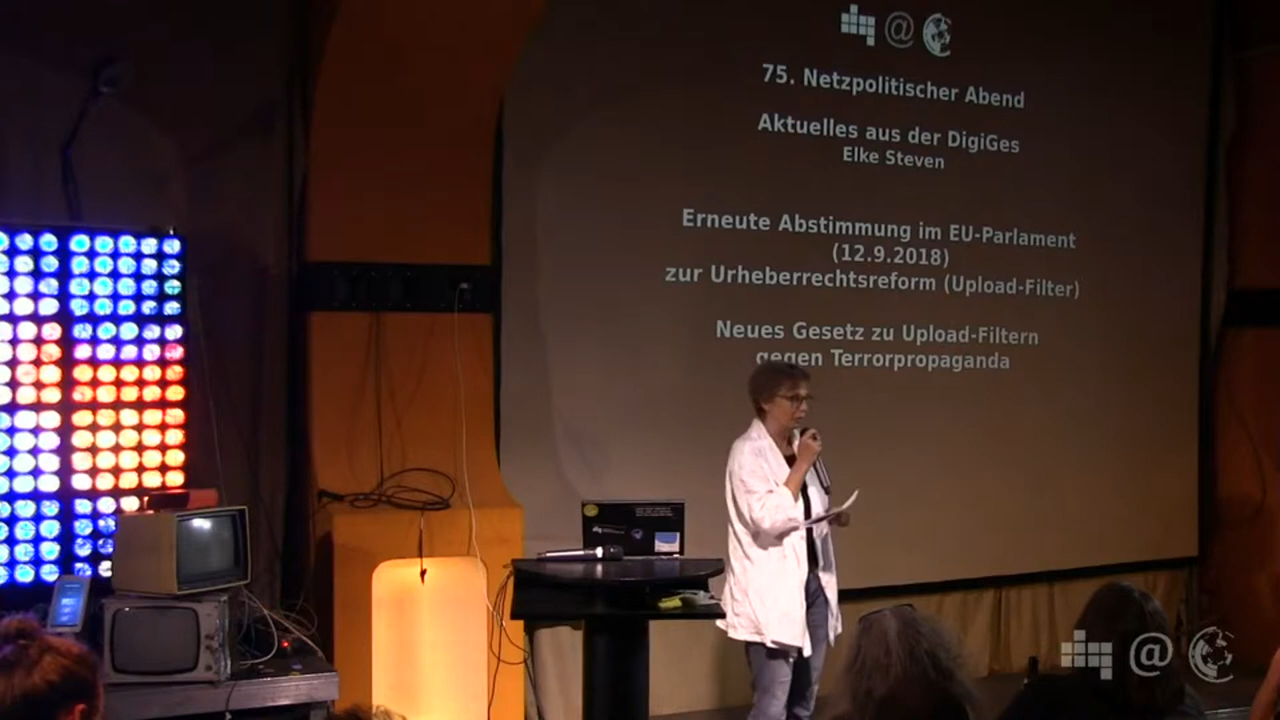 @
75. Netzpolitischer Abend
Aktuelles aus der DigiGes
Elke Steven
Erneute Abstimmung im EU-Parlament
(12.9.2018)
zur Urheberrechtsreform (Upload-Filter)
Neues Gesetz zu Upload-Filtern
gegen Terrorpropaganda
@